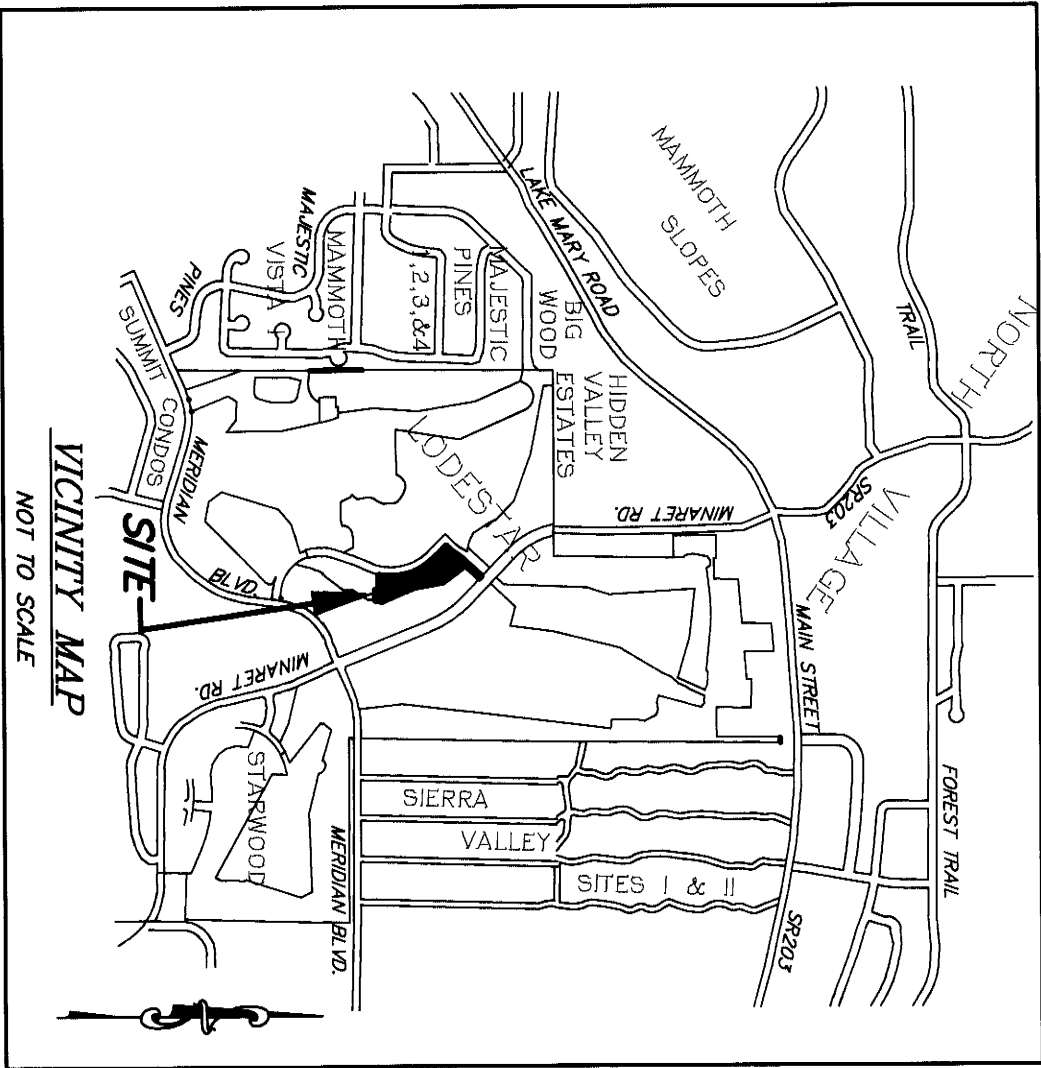 NORTH
VILLAGE
TRAIL
FOREST TRAIL
MAMMOTH
SLOPES
LAKE MARY ROAD
SR203
MAIN STREET
SR203
BIG
WOOD
HIDDEN
VALLEY
ESTATES
MINARET RD.
MAJESTIC
PINES
1,2,3,&4
MAMMOTH
VISTA 1
MAJESTIC
PINES
LODESTAR
SUMMIT
CONDOS
MERIDIAN
BLVD.
SITE
MINARET RD.
STARWOOD
MERIDIAN BLVD.
SIERRA
VALLEY
SITES I & II
VICINITY MAP
NOT TO SCALE